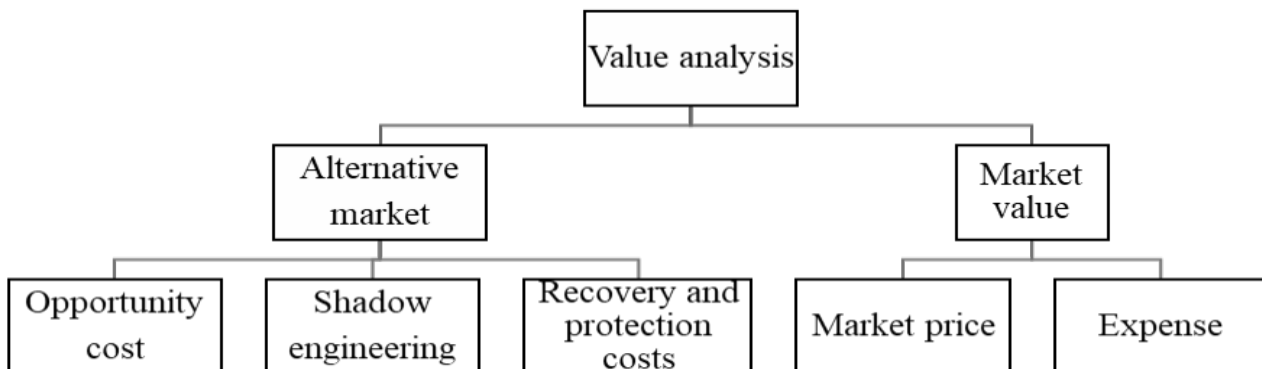 Value analysis
Alternative
market
Market
value
Opportunity
cost
Shadow
engineering
Recovery and
protection
costs
Market price
Expense